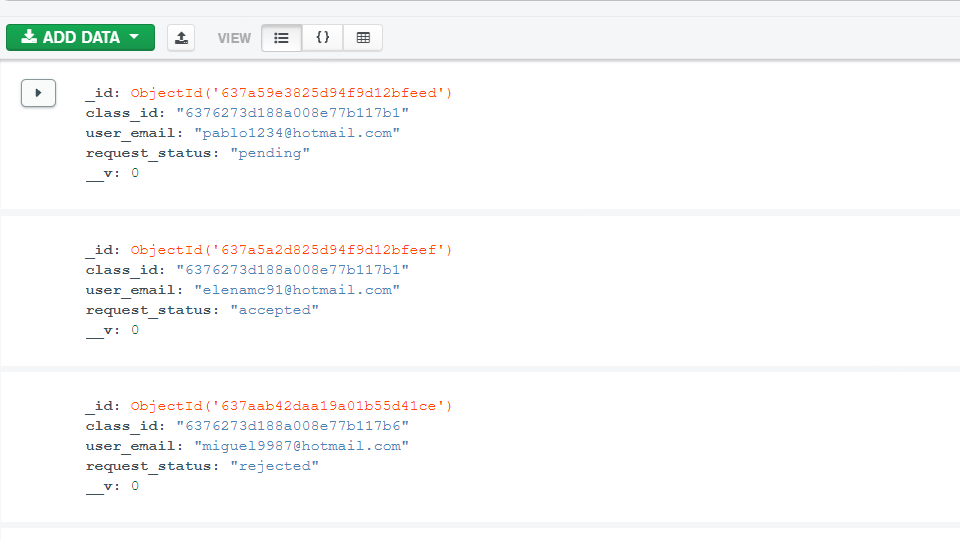 ADD DATA VIEW {}
_id: ObjectId('637a59e3825d94f9d12bfeed')
class_id: "6376273d188a008e77b117b1"
user_email: "pablo1234@hotmail.com"
request_status: "pending"
__v: 0
_id: ObjectId('637a5a2d825d94f9d12bfeef')
class_id: "6376273d188a008e77b117b1"
user_email: "elenamc91@hotmail.com"
request_status: "accepted"
__v: 0
_id: ObjectId('637aab42daa19a01b55d41ce')
class_id: "6376273d188a008e77b117b6"
user_email: "miguel9987@hotmail.com"
request_status: "rejected"
__v: 0